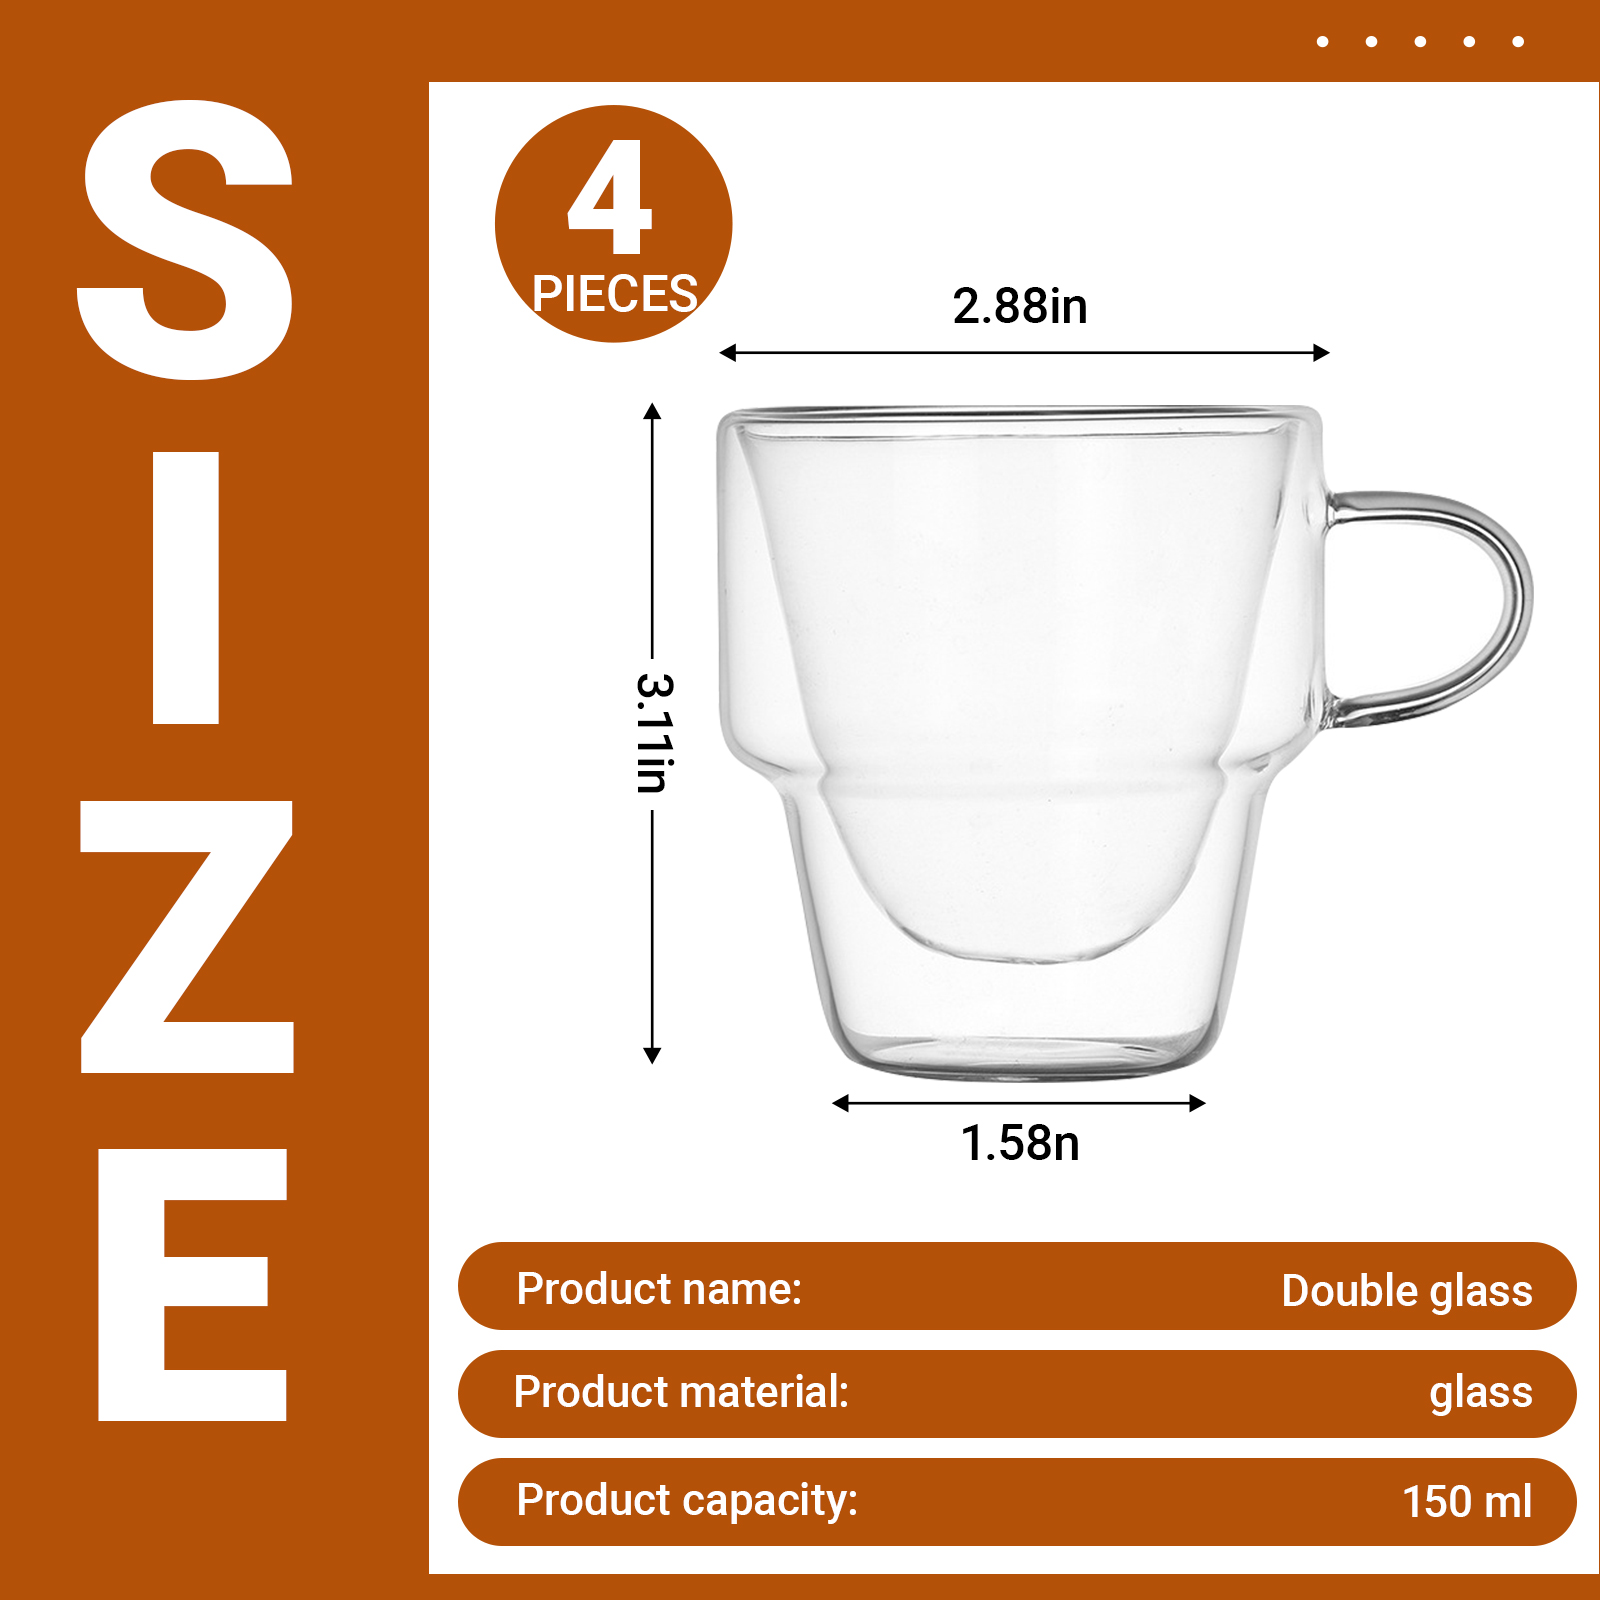 SIZE
4
PIECES
2.88in
3.11in
1.58n
Product name: Double glass
Product material: glass
Product capacity: 150 ml